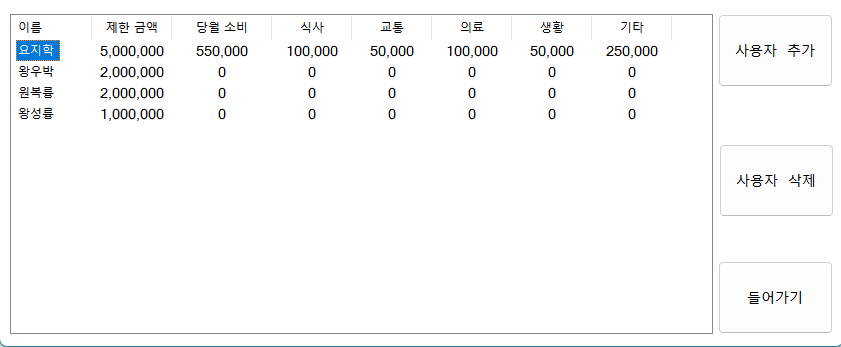 이름 제한 금액 당월 소비 식사 교통 의료 생활 기타
요지학 5,000,000 550,000 100,000 50,000 100,000 50,000 250,000
왕우박 2,000,000 0 0 0 0 0 0
원복률 2,000,000 0 0 0 0 0 0
왕성률 1,000,000 0 0 0 0 0 0
사용자 추가
사용자 삭제
들어가기